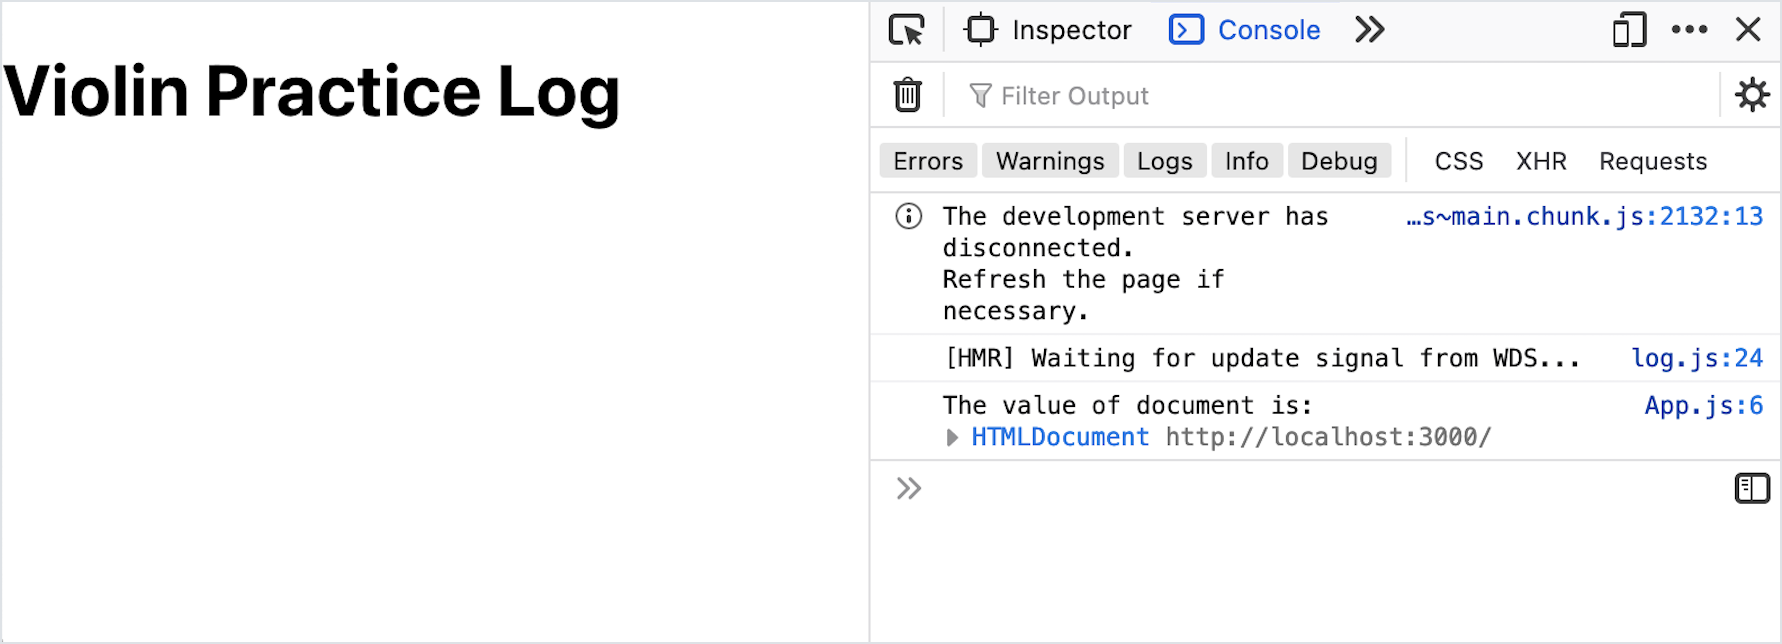 Violin Practice Log
Inspector Console
Filter Output
Errors Warnings Logs Info Debug CSS XHR Requests
The development server has …s~main.chunk.js:2132:13
disconnected.
Refresh the page if
necessary.
[HMR] Waiting for update signal from WDS... log.js:24
The value of document is: App.js:6
HTMLDocument http://localhost:3000/